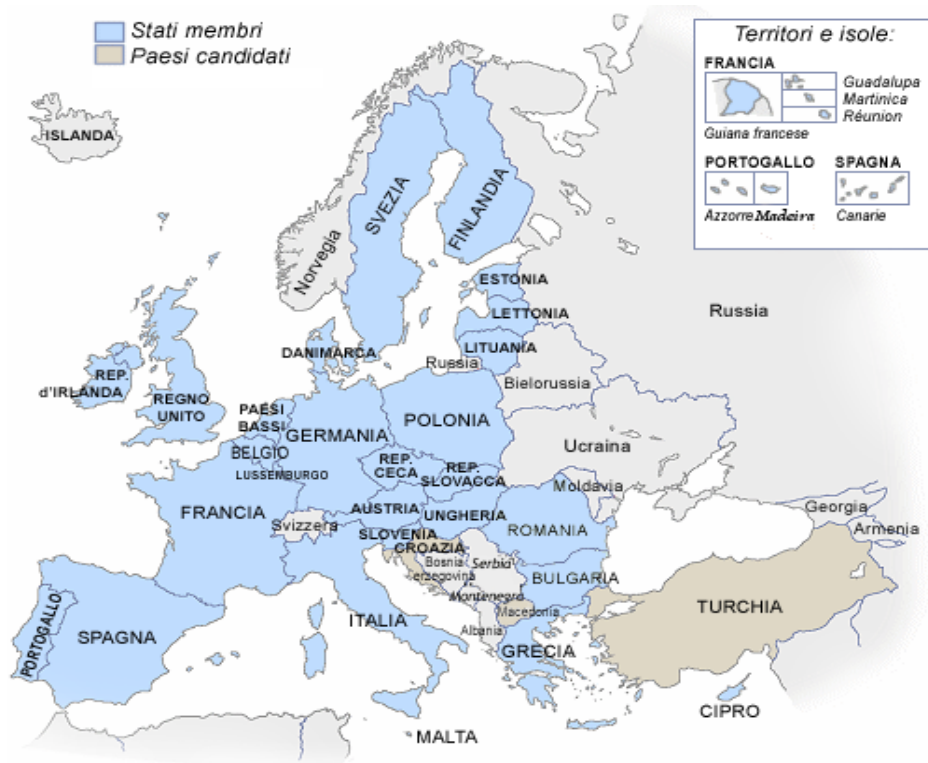 Stati membri
Paesi candidati
Territori e isole:
FRANCIA
Guadalupa
Martinica
Réunion
Guiana francese
PORTOGALLO
SPAGNA
Azzorre
Madeira
Canarie
ISLANDA
SVEZIA
FINLANDIA
Norvegia
ESTONIA
Russia
LETTONIA
DANIMARCA
LITUANIA
Russia
REP.
d'IRLANDA
Bielorussia
REGNO
UNITO
PAESI
BASSI
POLONIA
GERMANIA
Ucraina
BELGIO
REP.
CECA
REP.
SLOVACCA
LUSSEMBURGO
Moldavia
FRANCIA
AUSTRIA
UNGHERIA
Georgia
Svizzera
ROMANIA
Armenia
SLOVENIA
CROAZIA
Bosnia
erzegovina
Serbia
BULGARIA
Montenegro
PORTOGALLO
SPAGNA
ITALIA
Macedonia
TURCHIA
Albania
GRECIA
CIPRO
MALTA